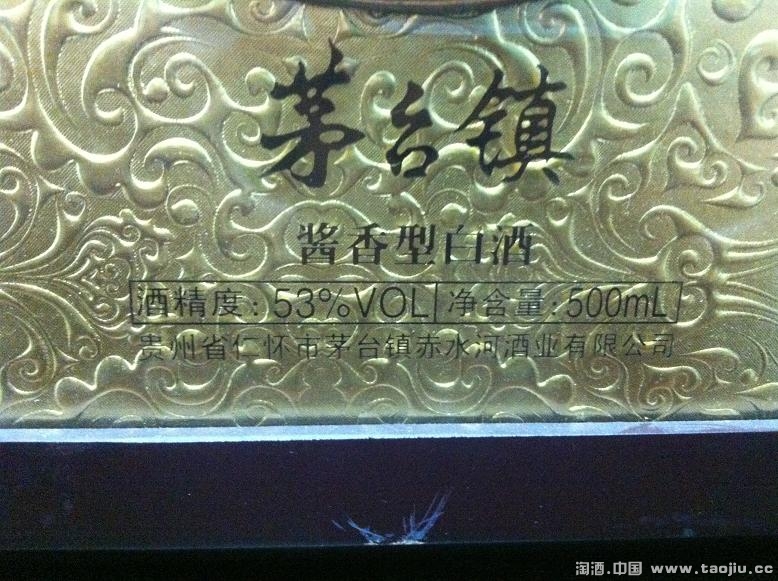 茅台镇
酱香型白酒
酒精度：53%VOL 净含量：500mL
贵州省仁怀市茅台镇赤水河酒业有限公司
淘酒.中国 www.taojiu.cc